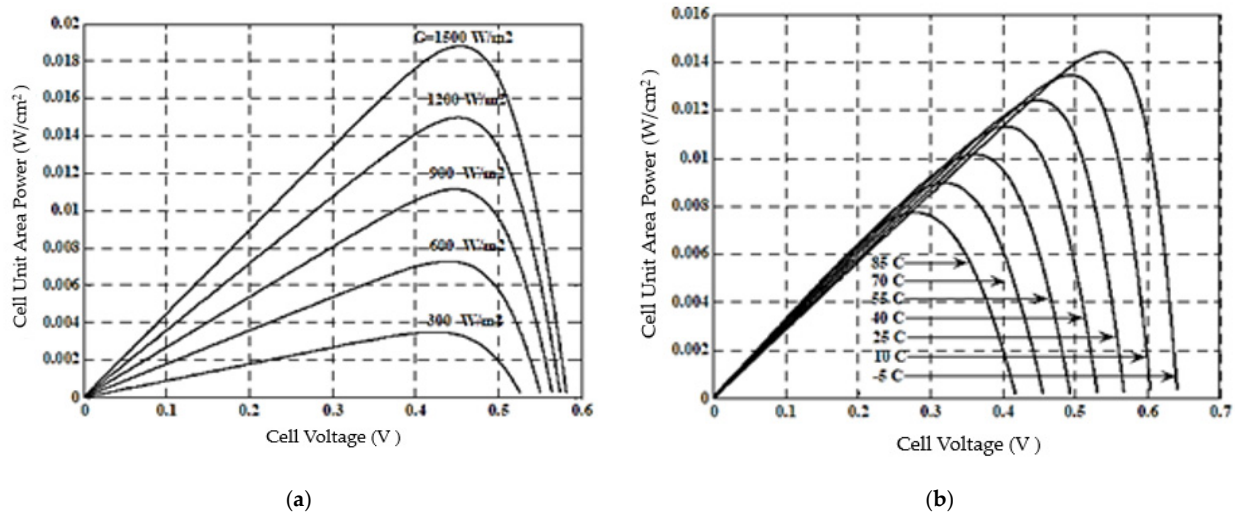 0.02
0.018
0.016
0.014
0.012
0.01
0.008
0.006
0.004
0.002
0
Cell Unit Area Power (W/cm²)
G=1500 W/m2
1200 W/m2
900 W/m2
600 W/m2
300 W/m2
0 0.1 0.2 0.3 0.4 0.5 0.6
Cell Voltage (V )
(a)
0.016
0.014
0.012
0.01
0.008
0.006
0.004
0.002
0
Cell Unit Area Power (W/cm² )
85 C
70 C
55 C
40 C
25 C
10 C
-5 C
0 0.1 0.2 0.3 0.4 0.5 0.6 0.7
Cell Voltage (V )
(b)